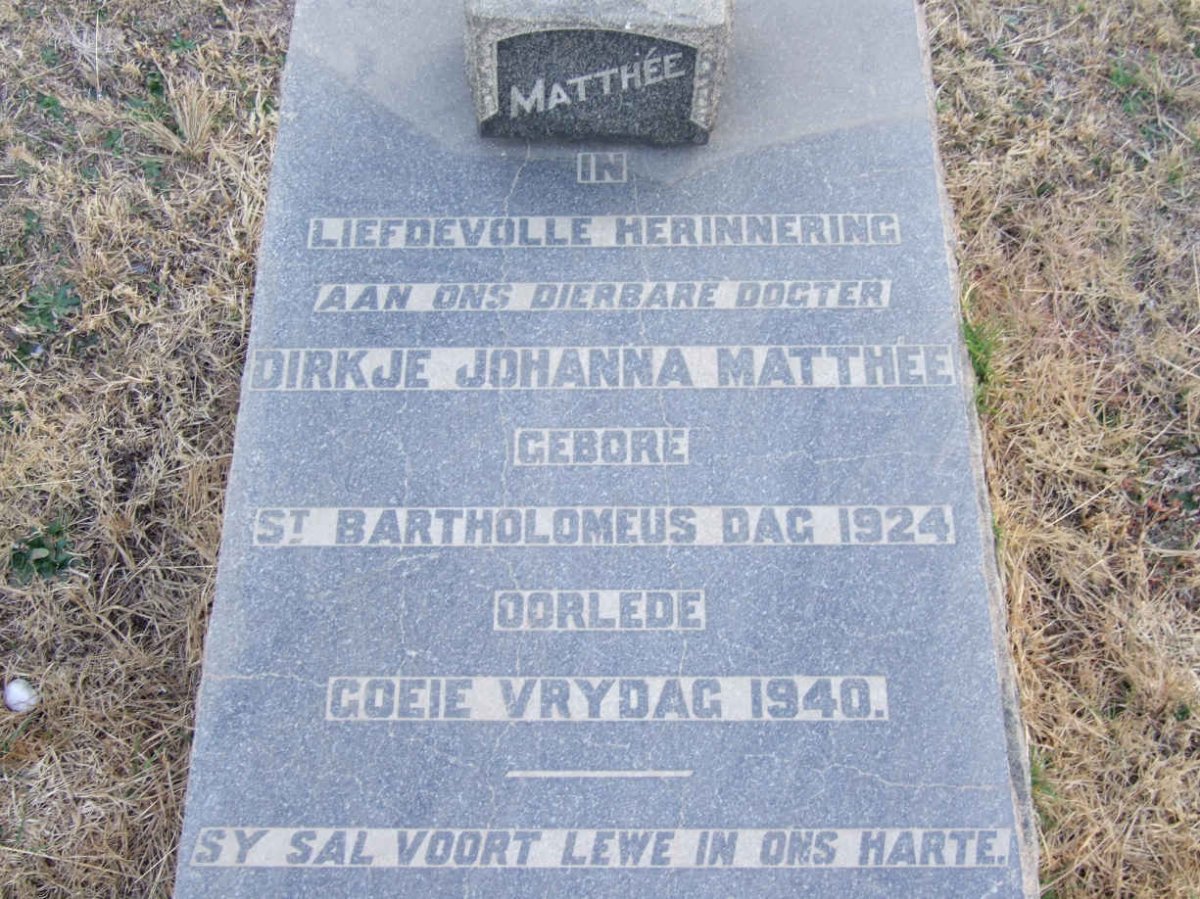 MATTHÉE
IN
LIEFDEVOLLE HERINNERING
AAN ONS DIERBARE DOGTER
DIRKJE JOHANNA MATTHÉE
GEBORE
ST. BARTHOLOMEUS DAG 1924
OORLEDE
GOEIE VRYDAG 1940.
SY SAL VOORT LEWE IN ONS HARTE.